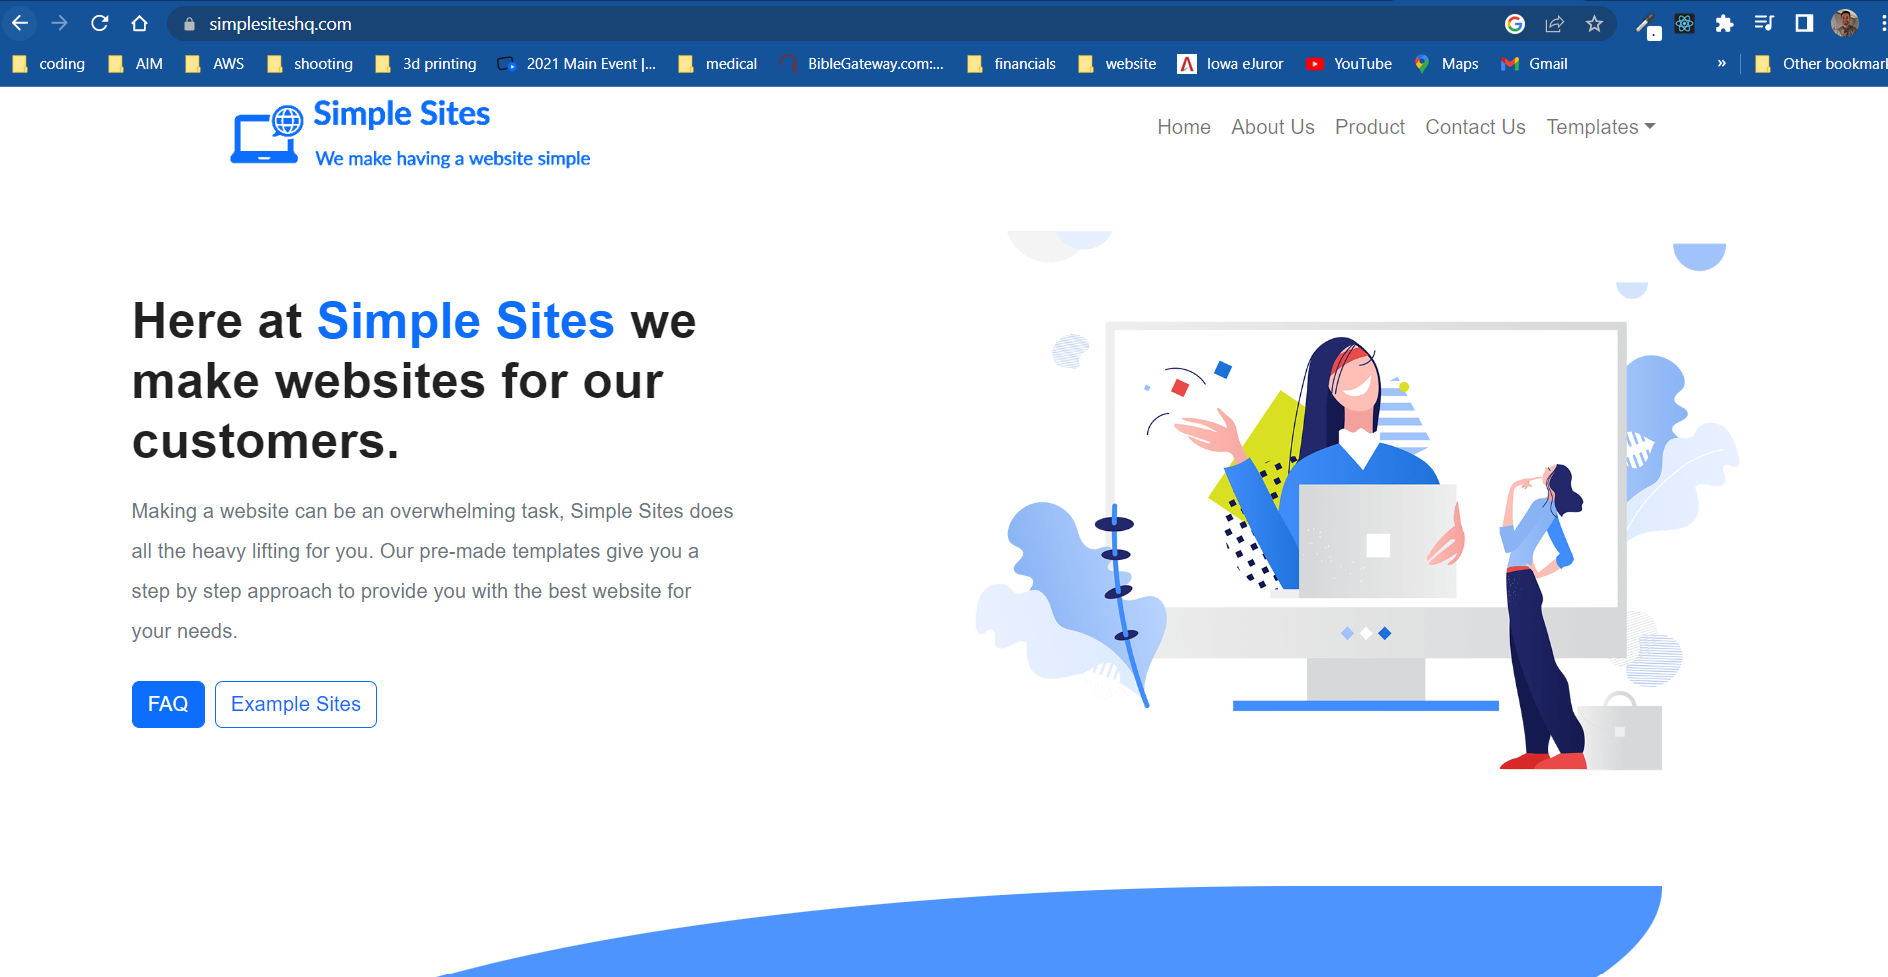 simplesiteshq.com
coding AIM AWS shooting 3d printing 2021 Main Event |... medical BibleGateway.com:... financials website Iowa eJuror YouTube Maps Gmail » Other bookmark
Simple Sites
We make having a website simple
Home About Us Product Contact Us Templates
Here at Simple Sites we
make websites for our
customers.
Making a website can be an overwhelming task, Simple Sites does
all the heavy lifting for you. Our pre-made templates give you a
step by step approach to provide you with the best website for
your needs.
FAQ Example Sites